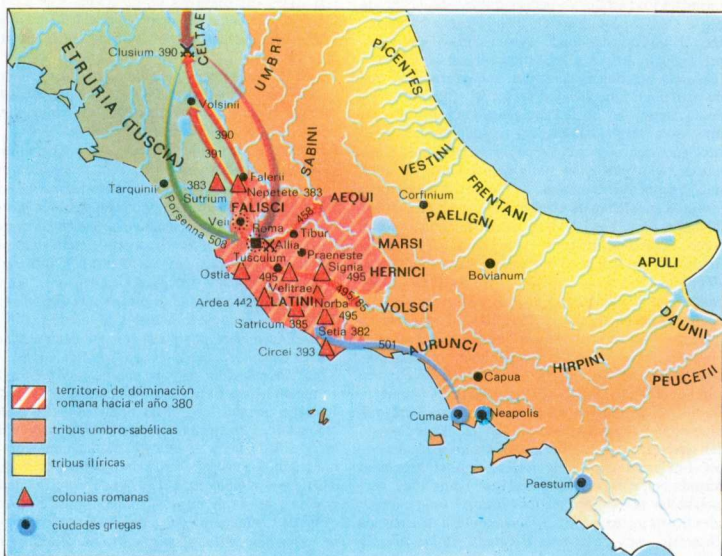 CELTAE
Clusium 390
UMBRI
PICENTES
ETRURIA (TUSCIA)
Volsinii
390
391
SABINI
VESTINI
FRENTANI
Falerii
383
Nepetete 383
Sutrium
Tarquinii
AEQUI
Corfinium
FALISCI
PAELIGNI
Veii
458
Roma
Tibur
Porsenna 508
Allia
MARSI
Praeneste
Tusculum
Signia
APULI
Ostia
495
495
HERNICI
Bovianum
Velitrae
495/85
Ardea 442
LATINI
Norba
VOLSCI
DAUNII
495
Satricum 385
Setia 382
501
AURUNCI
Circei 393
HIRPINI
PEUCETII
Capua
Cumae
Neapolis
Paestum
territorio de dominación
romana hacia el año 380
tribus umbro-sabélicas
tribus ilíricas
colonias romanas
ciudades griegas